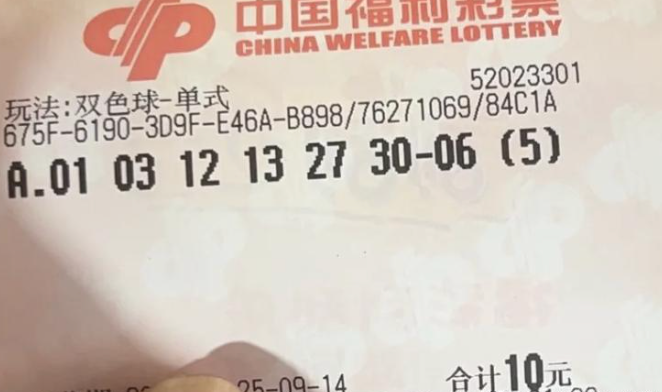 中国福利彩票
CHINA WELFARE LOTTERY
52023301
玩法:双色球-单式
675F-6190-3D9F-E46A-B898/76271069/84C1A
A.01 03 12 13 27 30-06 (5)
25-09-14
合计10元